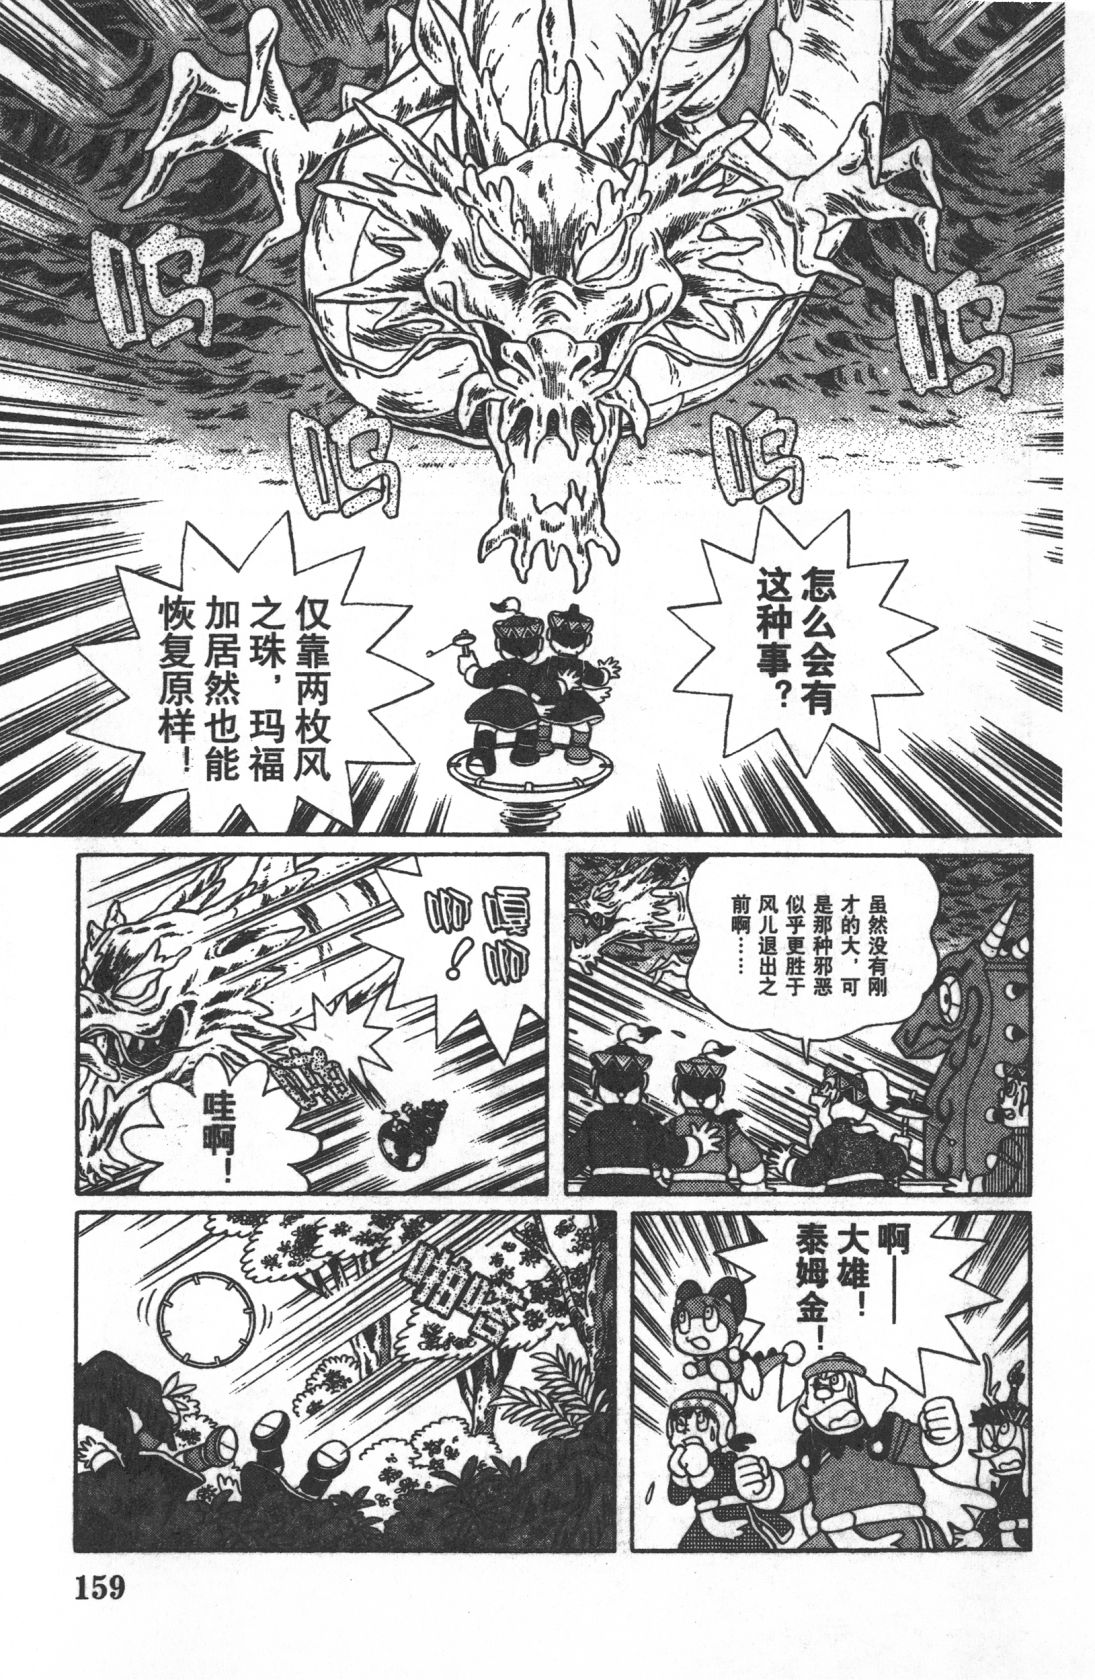 呜
呜
呜
呜
怎么会有
这种事？
仅靠两枚风
之珠，玛福
加居然也能
恢复原样！
虽然没有刚
才的大，可
是那种邪恶
似乎更胜于
风儿退出之
前啊……
哇啊！
啊——
大雄！
泰姆金！
啪嗒
159